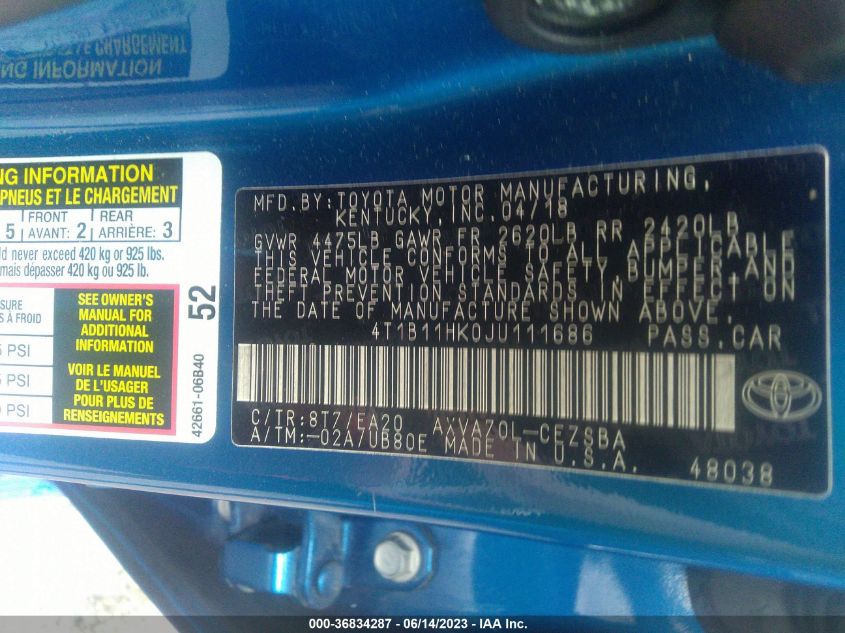 LE CHARGEMENT
NG INFORMATION
NG INFORMATION
PNEUS ET LE CHARGEMENT
5 FRONT AVANT: 2 REAR ARRIÈRE: 3
never exceed 420 kg or 925 lbs.
mais dépasser 420 kg ou 925 lb.
À FROID
SEE OWNER'S
MANUAL FOR
ADDITIONAL
INFORMATION
PSI
VOIR LE MANUEL
DE L'USAGER
POUR PLUS DE
RENSEIGNEMENTS
PSI
PSI
52
42661-06B40
MFD. BY: TOYOTA MOTOR MANUFACTURING,
KENTUCKY, INC. 04/18
GVWR 4475LB GAWR FR 2620LB RR 2420LB
THIS VEHICLE CONFORMS TO ALL APPLICABLE
FEDERAL MOTOR VEHICLE SAFETY, BUMPER, AND
THEFT PREVENTION STANDARDS IN EFFECT ON
THE DATE OF MANUFACTURE SHOWN ABOVE.
4T1B11HK0JU111686 PASS.CAR
C/TR: 8T7/EA20 AXVA70L-CEZSBA
A/TM:-02A/UB80E MADE IN U.S.A.
48038
000-36834287 - 06/14/2023 - IAA Inc.